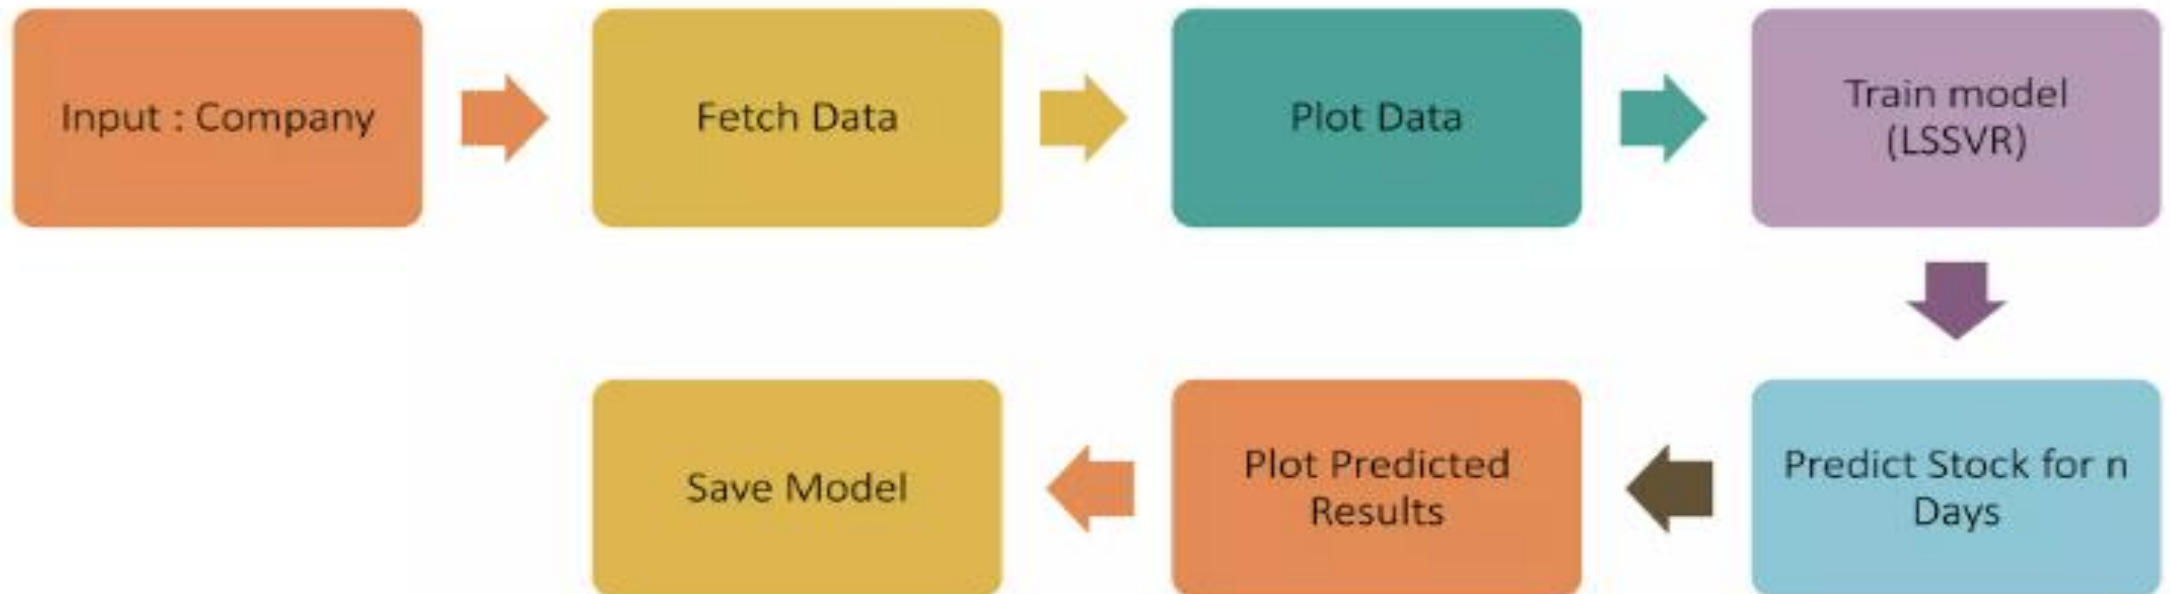 Input : Company
Fetch Data
Plot Data
Train model
(LSSVR)
Predict Stock for n
Days
Plot Predicted
Results
Save Model